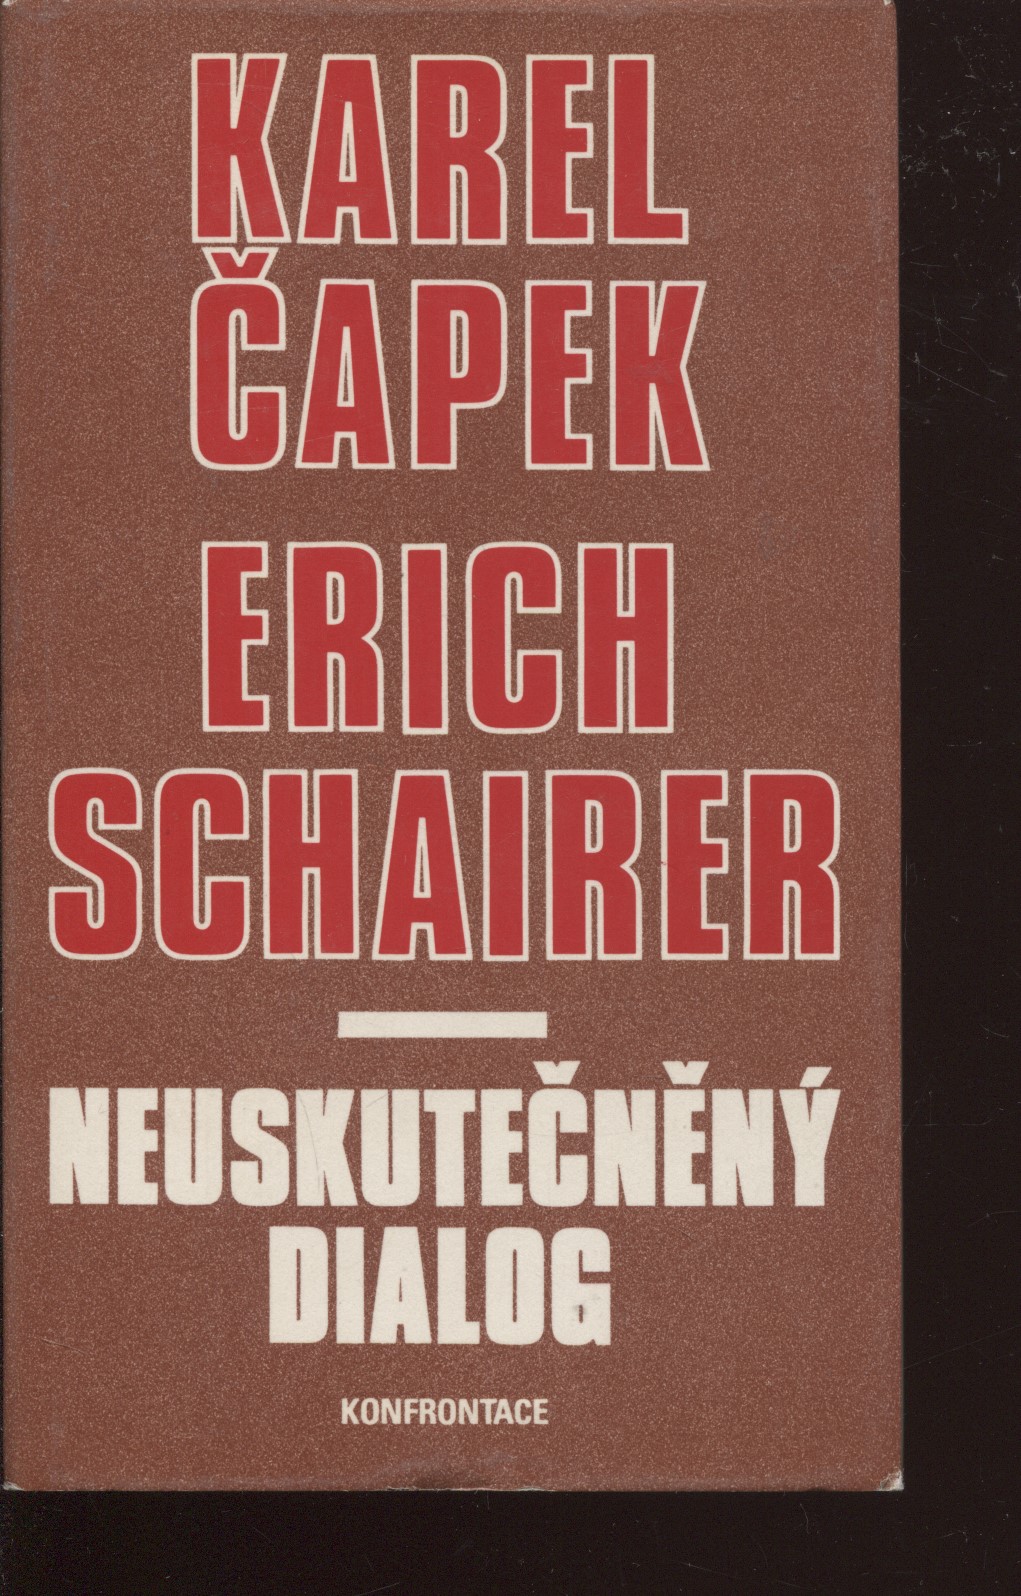 KAREL
ČAPEK
ERICH
SCHAIRER
NEUSKUTEČNĚNÝ
DIALOG
KONFRONTACE